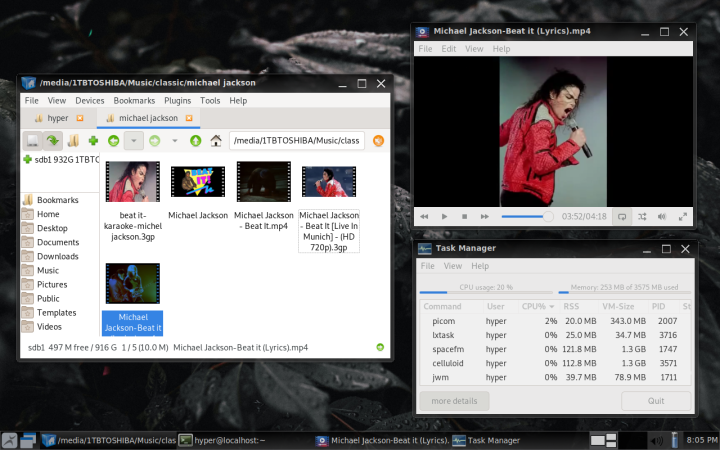 /media/1TBTOSHIBA/Music/classic/michael jackson
File View Devices Bookmarks Plugins Tools Help
hyper
michael jackson
/media/1TBTOSHIBA/Music/class
sdb1 932G 1TBTO
Bookmarks
Home
Desktop
Documents
Downloads
Music
Pictures
Public
Templates
Videos
beat it-
karaoke-michel
jackson.3gp
Michael Jackson
Michael Jackson
- Beat It.mp4
Michael Jackson
- Beat It [Live In
Munich] - (HD
720p).3gp
Michael
Jackson-Beat it
sdb1 497 M free / 916 G 1 / 5 (10.0 M) Michael Jackson-Beat it (Lyrics).mp4
Michael Jackson-Beat it (Lyrics).mp4
File Edit View Help
03:52/04:18
Task Manager
File View Help
CPU usage: 20 %
Memory: 253 MB of 3575 MB used
Command User CPU% RSS VM-Size PID St
picom hyper 2% 20.0 MB 343.0 MB 2007
lxtask hyper 0% 25.0 MB 34.7 MB 3716
spacefm hyper 0% 121.8 MB 1.3 GB 1747
celluloid hyper 0% 112.8 MB 1.3 GB 3571
jwm hyper 0% 39.7 MB 78.9 MB 1711
more details
Quit
/media/1TBTOSHIBA/Music/clas
hyper@localhost:~
Michael Jackson-Beat it (Lyrics).
Task Manager
8:05 PM